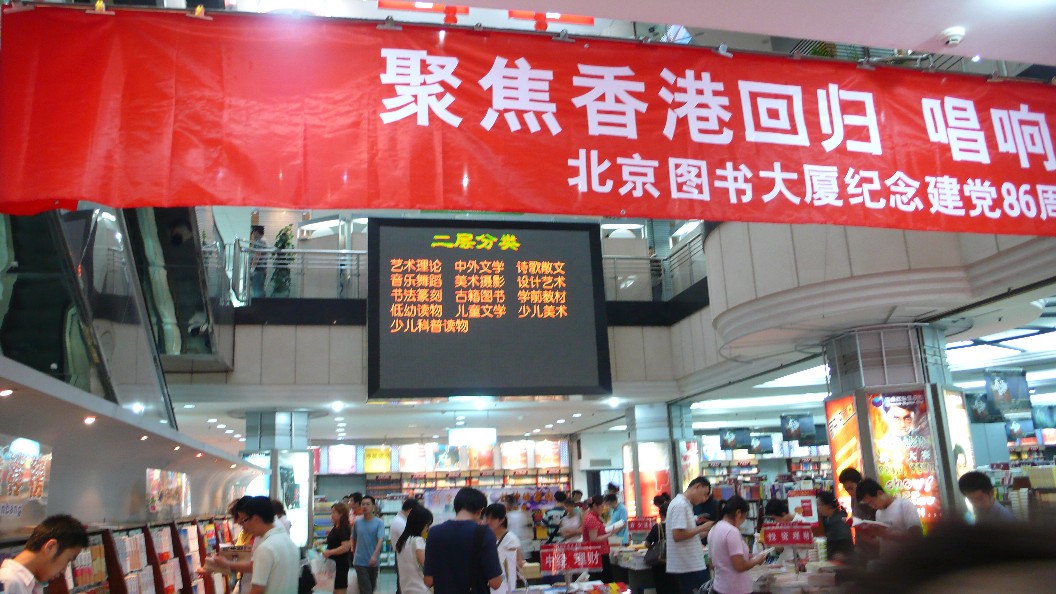 聚焦香港回归 唱响
北京图书大厦纪念建党86周
二层分类
艺术理论 中外文学 诗歌散文
音乐舞蹈 美术摄影 设计艺术
书法篆刻 古籍图书 学前教材
低幼读物 儿童文学 少儿美术
少儿科普读物
投资理财